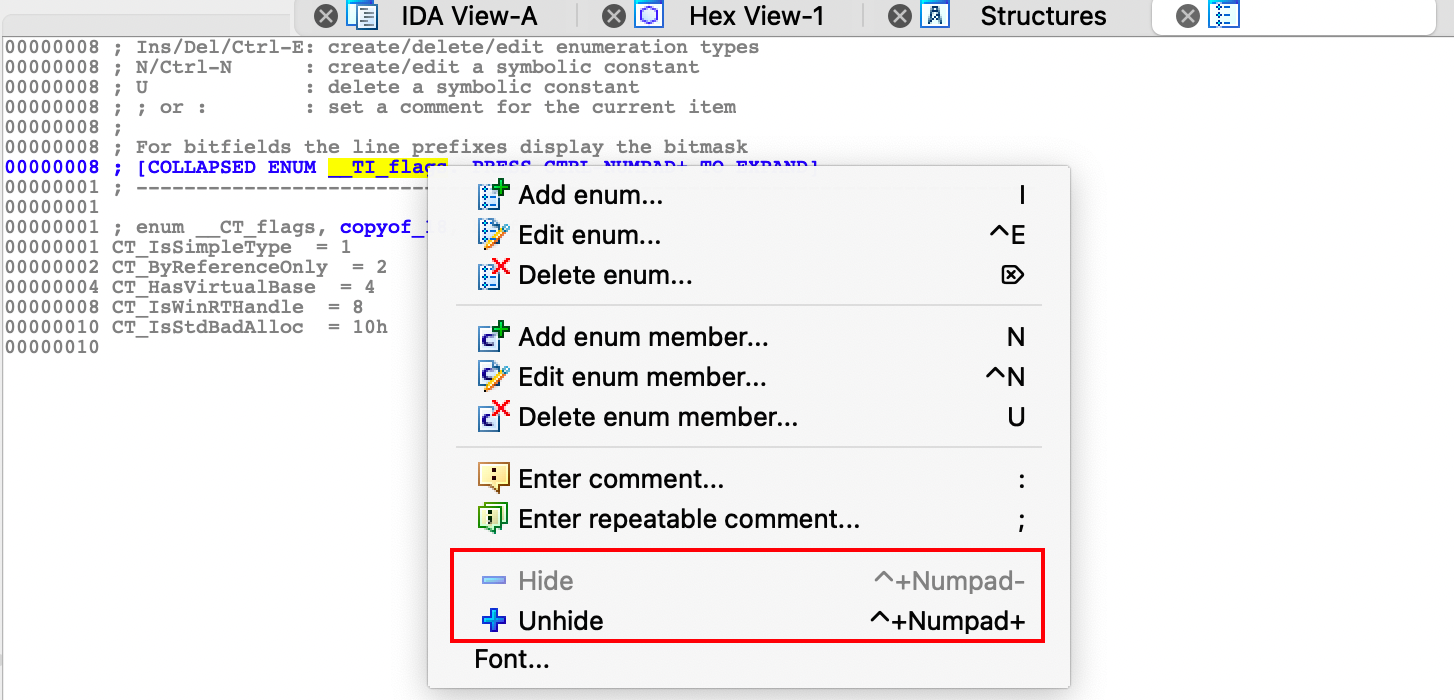 IDA View-A Hex View-1 Structures
00000008 ; Ins/Del/Ctrl-E: create/delete/edit enumeration types
00000008 ; N/Ctrl-N      : create/edit a symbolic constant
00000008 ; U             : delete a symbolic constant
00000008 ; ; or :        : set a comment for the current item
00000008 ;
00000008 ; For bitfields the line prefixes display the bitmask
00000008 ; [COLLAPSED ENUM __TI_flags. PRESS CTRL-NUMPAD+ TO EXPAND]
00000001 ; ------------------------
00000001
00000001 ; enum __CT_flags, copyof_18
00000001 CT_IsSimpleType  = 1
00000002 CT_ByReferenceOnly  = 2
00000004 CT_HasVirtualBase  = 4
00000008 CT_IsWinRTHandle  = 8
00000010 CT_IsStdBadAlloc  = 10h
00000010
Add enum... I
Edit enum... ^E
Delete enum... ⌦
Add enum member... N
Edit enum member... ^N
Delete enum member... U
Enter comment... :
Enter repeatable comment... ;
Hide ^+Numpad-
Unhide ^+Numpad+
Font...